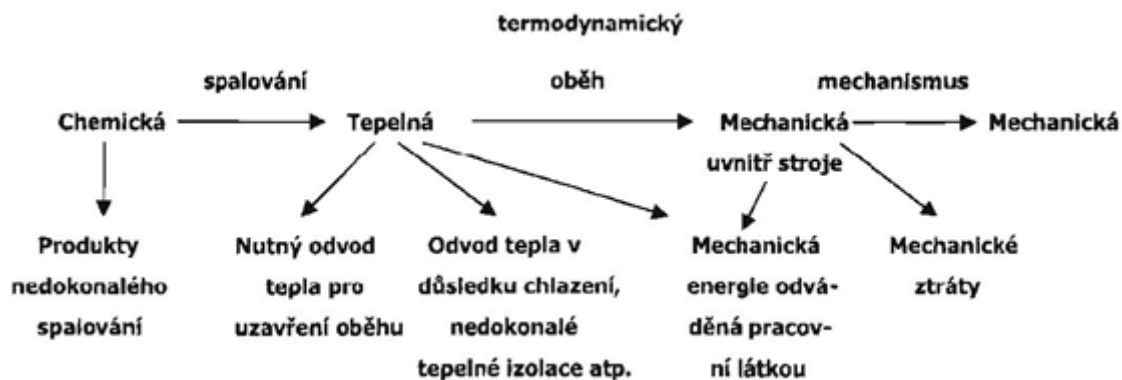 termodynamický
spalování oběh mechanismus
Chemická Tepelná Mechanická Mechanická
uvnitř stroje
Produkty Nutný odvod Odvod tepla v Mechanická Mechanické
nedokonalého tepla pro důsledku chlazení, energie odvá- ztráty
spalování uzavření oběhu nedokonalé děná pracov-
tepelné izolace atp. ní látkou